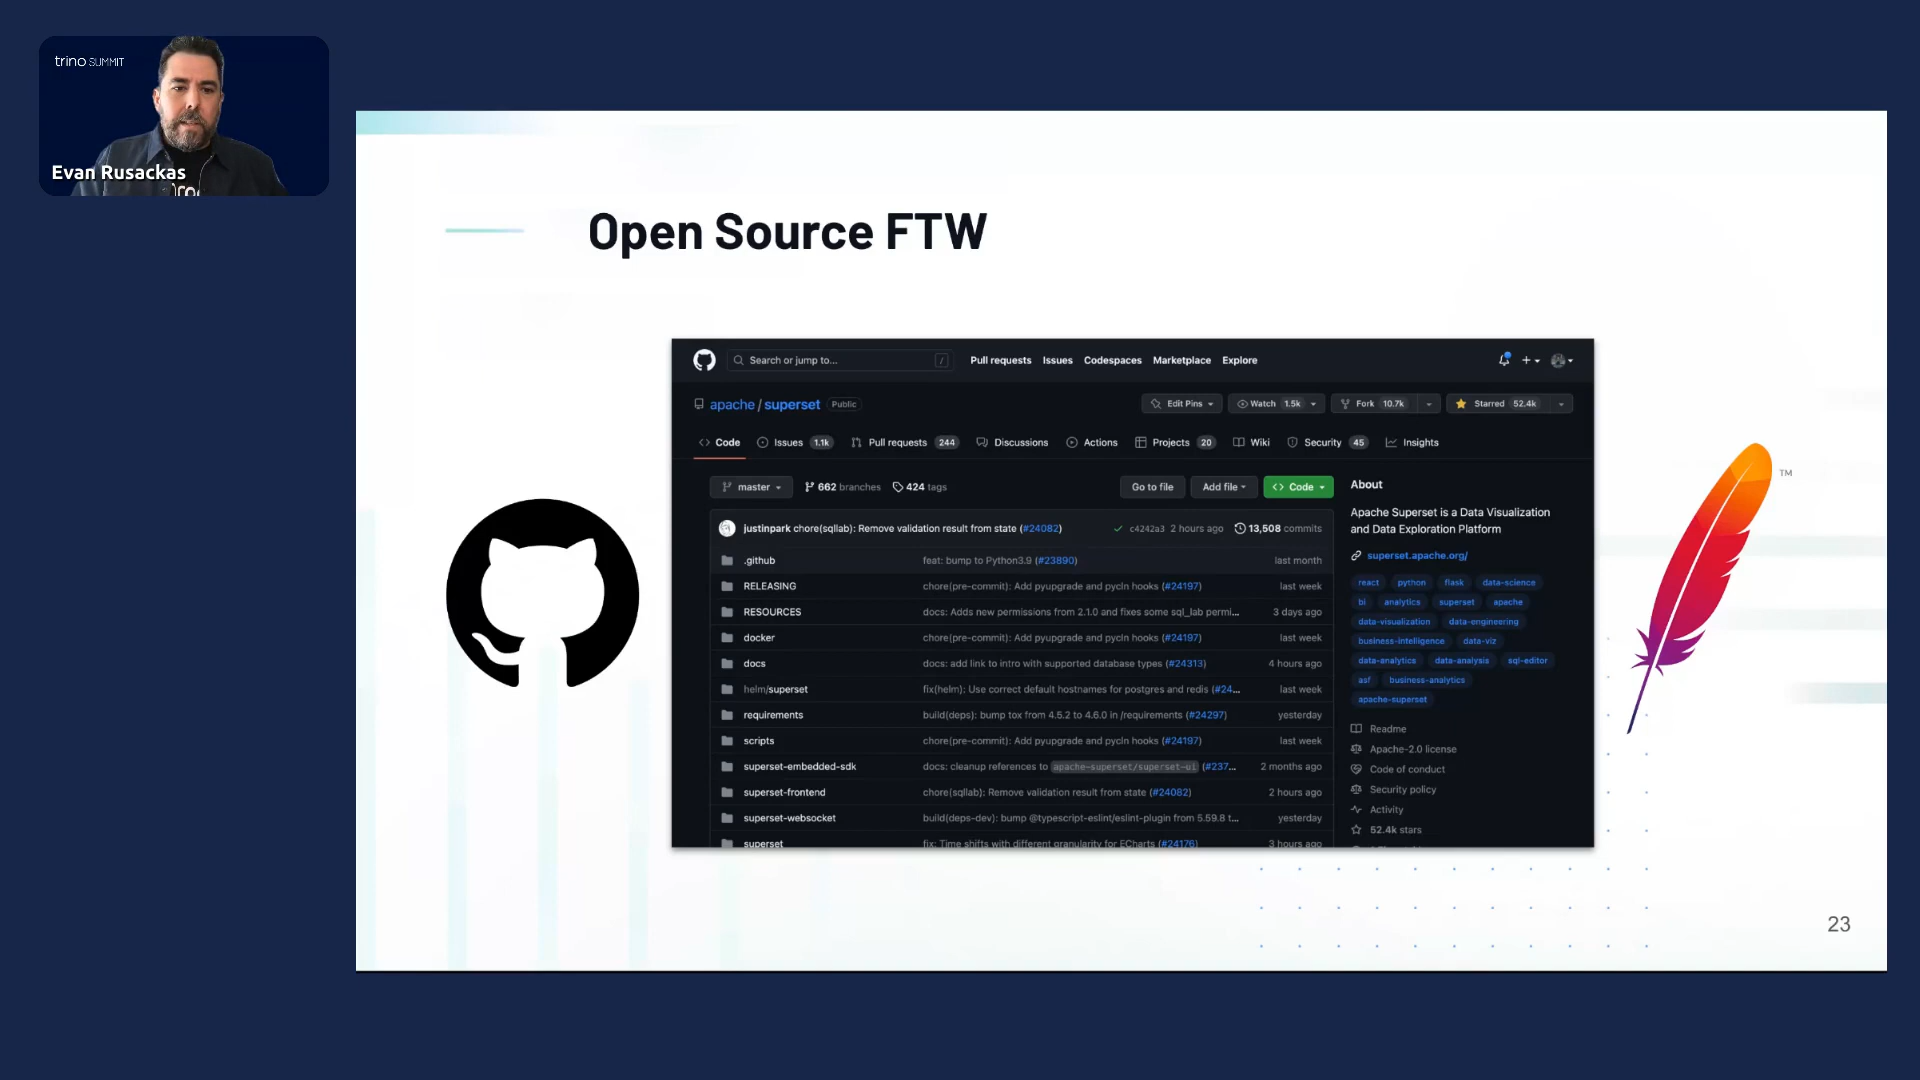 trino SUMMIT
Evan Rusackas
Open Source FTW
Search or jump to... /
Pull requests Issues Codespaces Marketplace Explore
apache / superset Public
Edit Pins Watch 1.5k Fork 10.7k Starred 52.4k
Code Issues 1.1k Pull requests 244 Discussions Actions Projects 20 Wiki Security 45 Insights
master 662 branches 424 tags Go to file Add file Code
justinpark chore(sqllab): Remove validation result from state (#24082) c4242a3 2 hours ago 13,508 commits
.github feat: bump to Python3.9 (#23890) last month
RELEASING chore(pre-commit): Add pyupgrade and pycln hooks (#24197) last week
RESOURCES docs: Adds new permissions from 2.1.0 and fixes some sql_lab permi... 3 days ago
docker chore(pre-commit): Add pyupgrade and pycln hooks (#24197) last week
docs docs: add link to intro with supported database types (#24313) 4 hours ago
helm/superset fix(helm): Use correct default hostnames for postgres and redis (#24... last week
requirements build(deps): bump tox from 4.5.2 to 4.6.0 in /requirements (#24297) yesterday
scripts chore(pre-commit): Add pyupgrade and pycln hooks (#24197) last week
superset-embedded-sdk docs: cleanup references to apache-superset/superset-ui (#237... 2 months ago
superset-frontend chore(sqllab): Remove validation result from state (#24082) 2 hours ago
superset-websocket build(deps-dev): bump @typescript-eslint/eslint-plugin from 5.59.8 t... yesterday
superset fix: Time shifts with different granularity for ECharts (#24176) 3 hours ago
About
Apache Superset is a Data Visualization
and Data Exploration Platform
superset.apache.org/
react python flask data-science
bi analytics superset apache
data-visualization data-engineering
business-intelligence data-viz
data-analytics data-analysis sql-editor
asf business-analytics
apache-superset
Readme
Apache-2.0 license
Code of conduct
Security policy
Activity
52.4k stars
TM
23